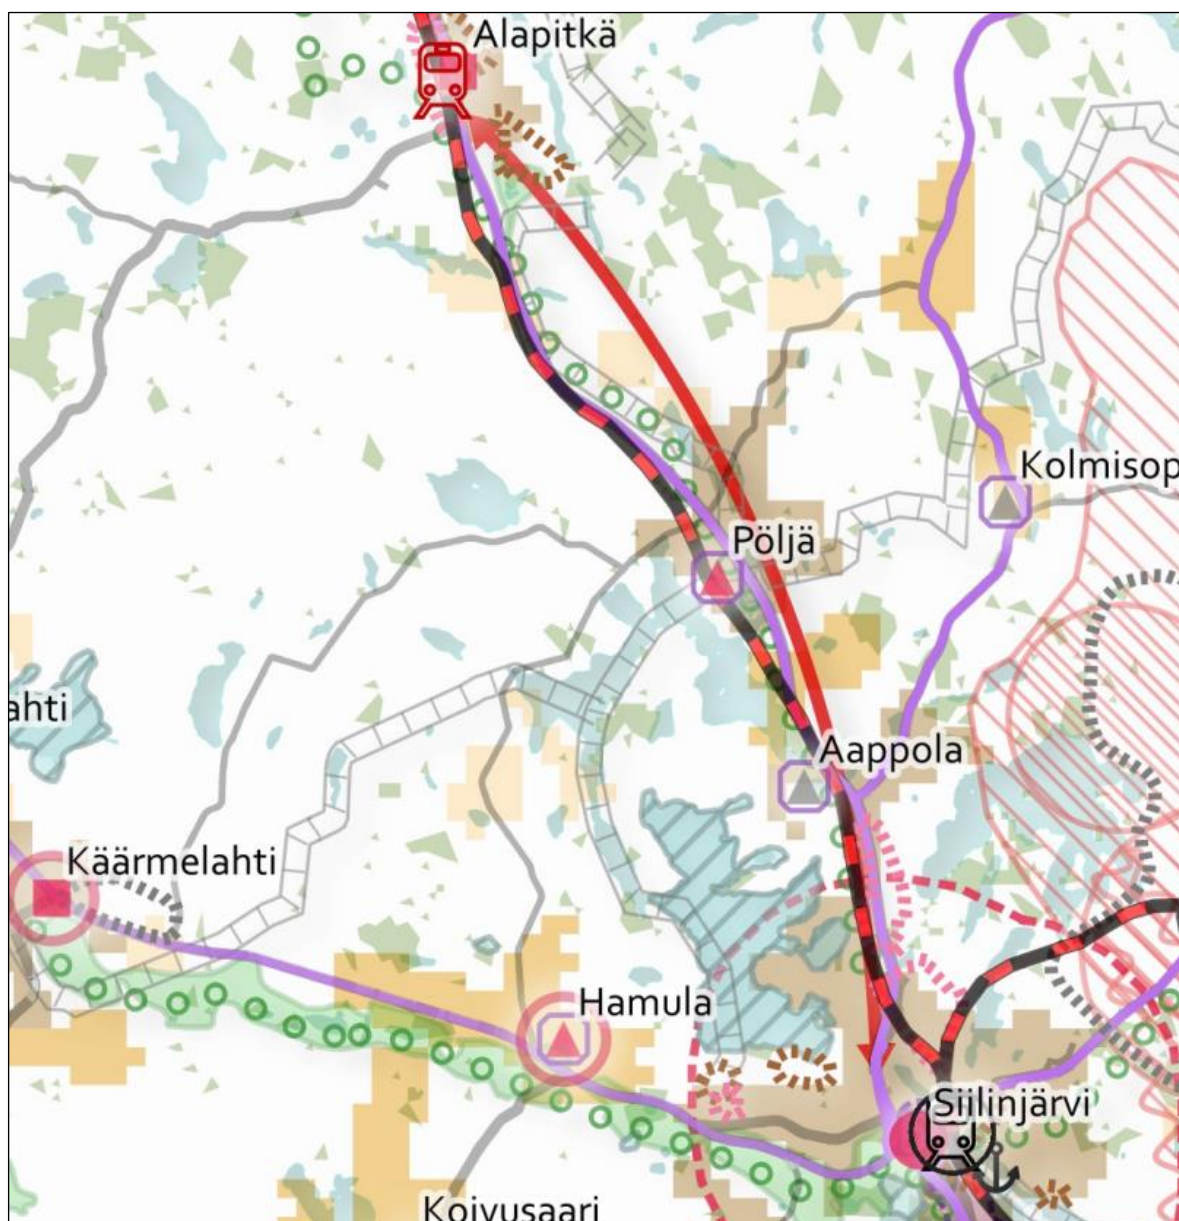 Alapitkä
Kolmisop
Pöljä
ahti
Aappola
Käärmelahti
Hamula
Siilinjärvi
Koivusaari